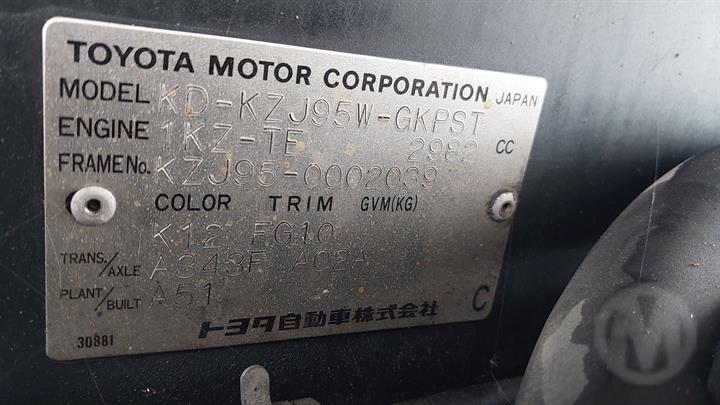 TOYOTA MOTOR CORPORATION JAPAN
MODEL KD-KZJ95W-GKPST
ENGINE 1KZ-TE 2982 CC
FRAME No. KZJ95-0002039
COLOR TRIM GVM(KG)
K12 FG10
TRANS./AXLE A343F A02A
PLANT/BUILT A51 C
トヨタ自動車株式会社
30881
M